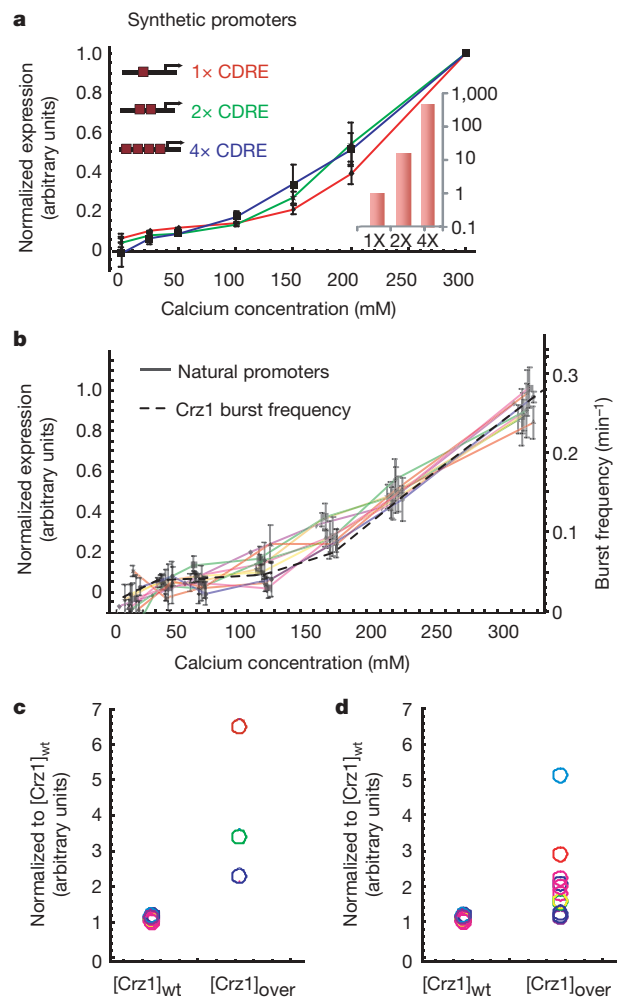 a
Synthetic promoters
Normalized expression
(arbitrary units)
1.0
0.8
0.6
0.4
0.2
0
1× CDRE
2× CDRE
4× CDRE
1,000
100
10
1
0.1
1X 2X 4X
0 50 100 150 200 250 300
Calcium concentration (mM)
b
Normalized expression
(arbitrary units)
1.0
0.8
0.6
0.4
0.2
0
Natural promoters
Crz1 burst frequency
0.3
0.2
0.1
0
Burst frequency (min⁻¹)
0 50 100 150 200 250 300
Calcium concentration (mM)
c
Normalized to [Crz1]wt
(arbitrary units)
7
6
5
4
3
2
1
0
[Crz1]wt [Crz1]over
d
Normalized to [Crz1]wt
(arbitrary units)
7
6
5
4
3
2
1
0
[Crz1]wt [Crz1]over